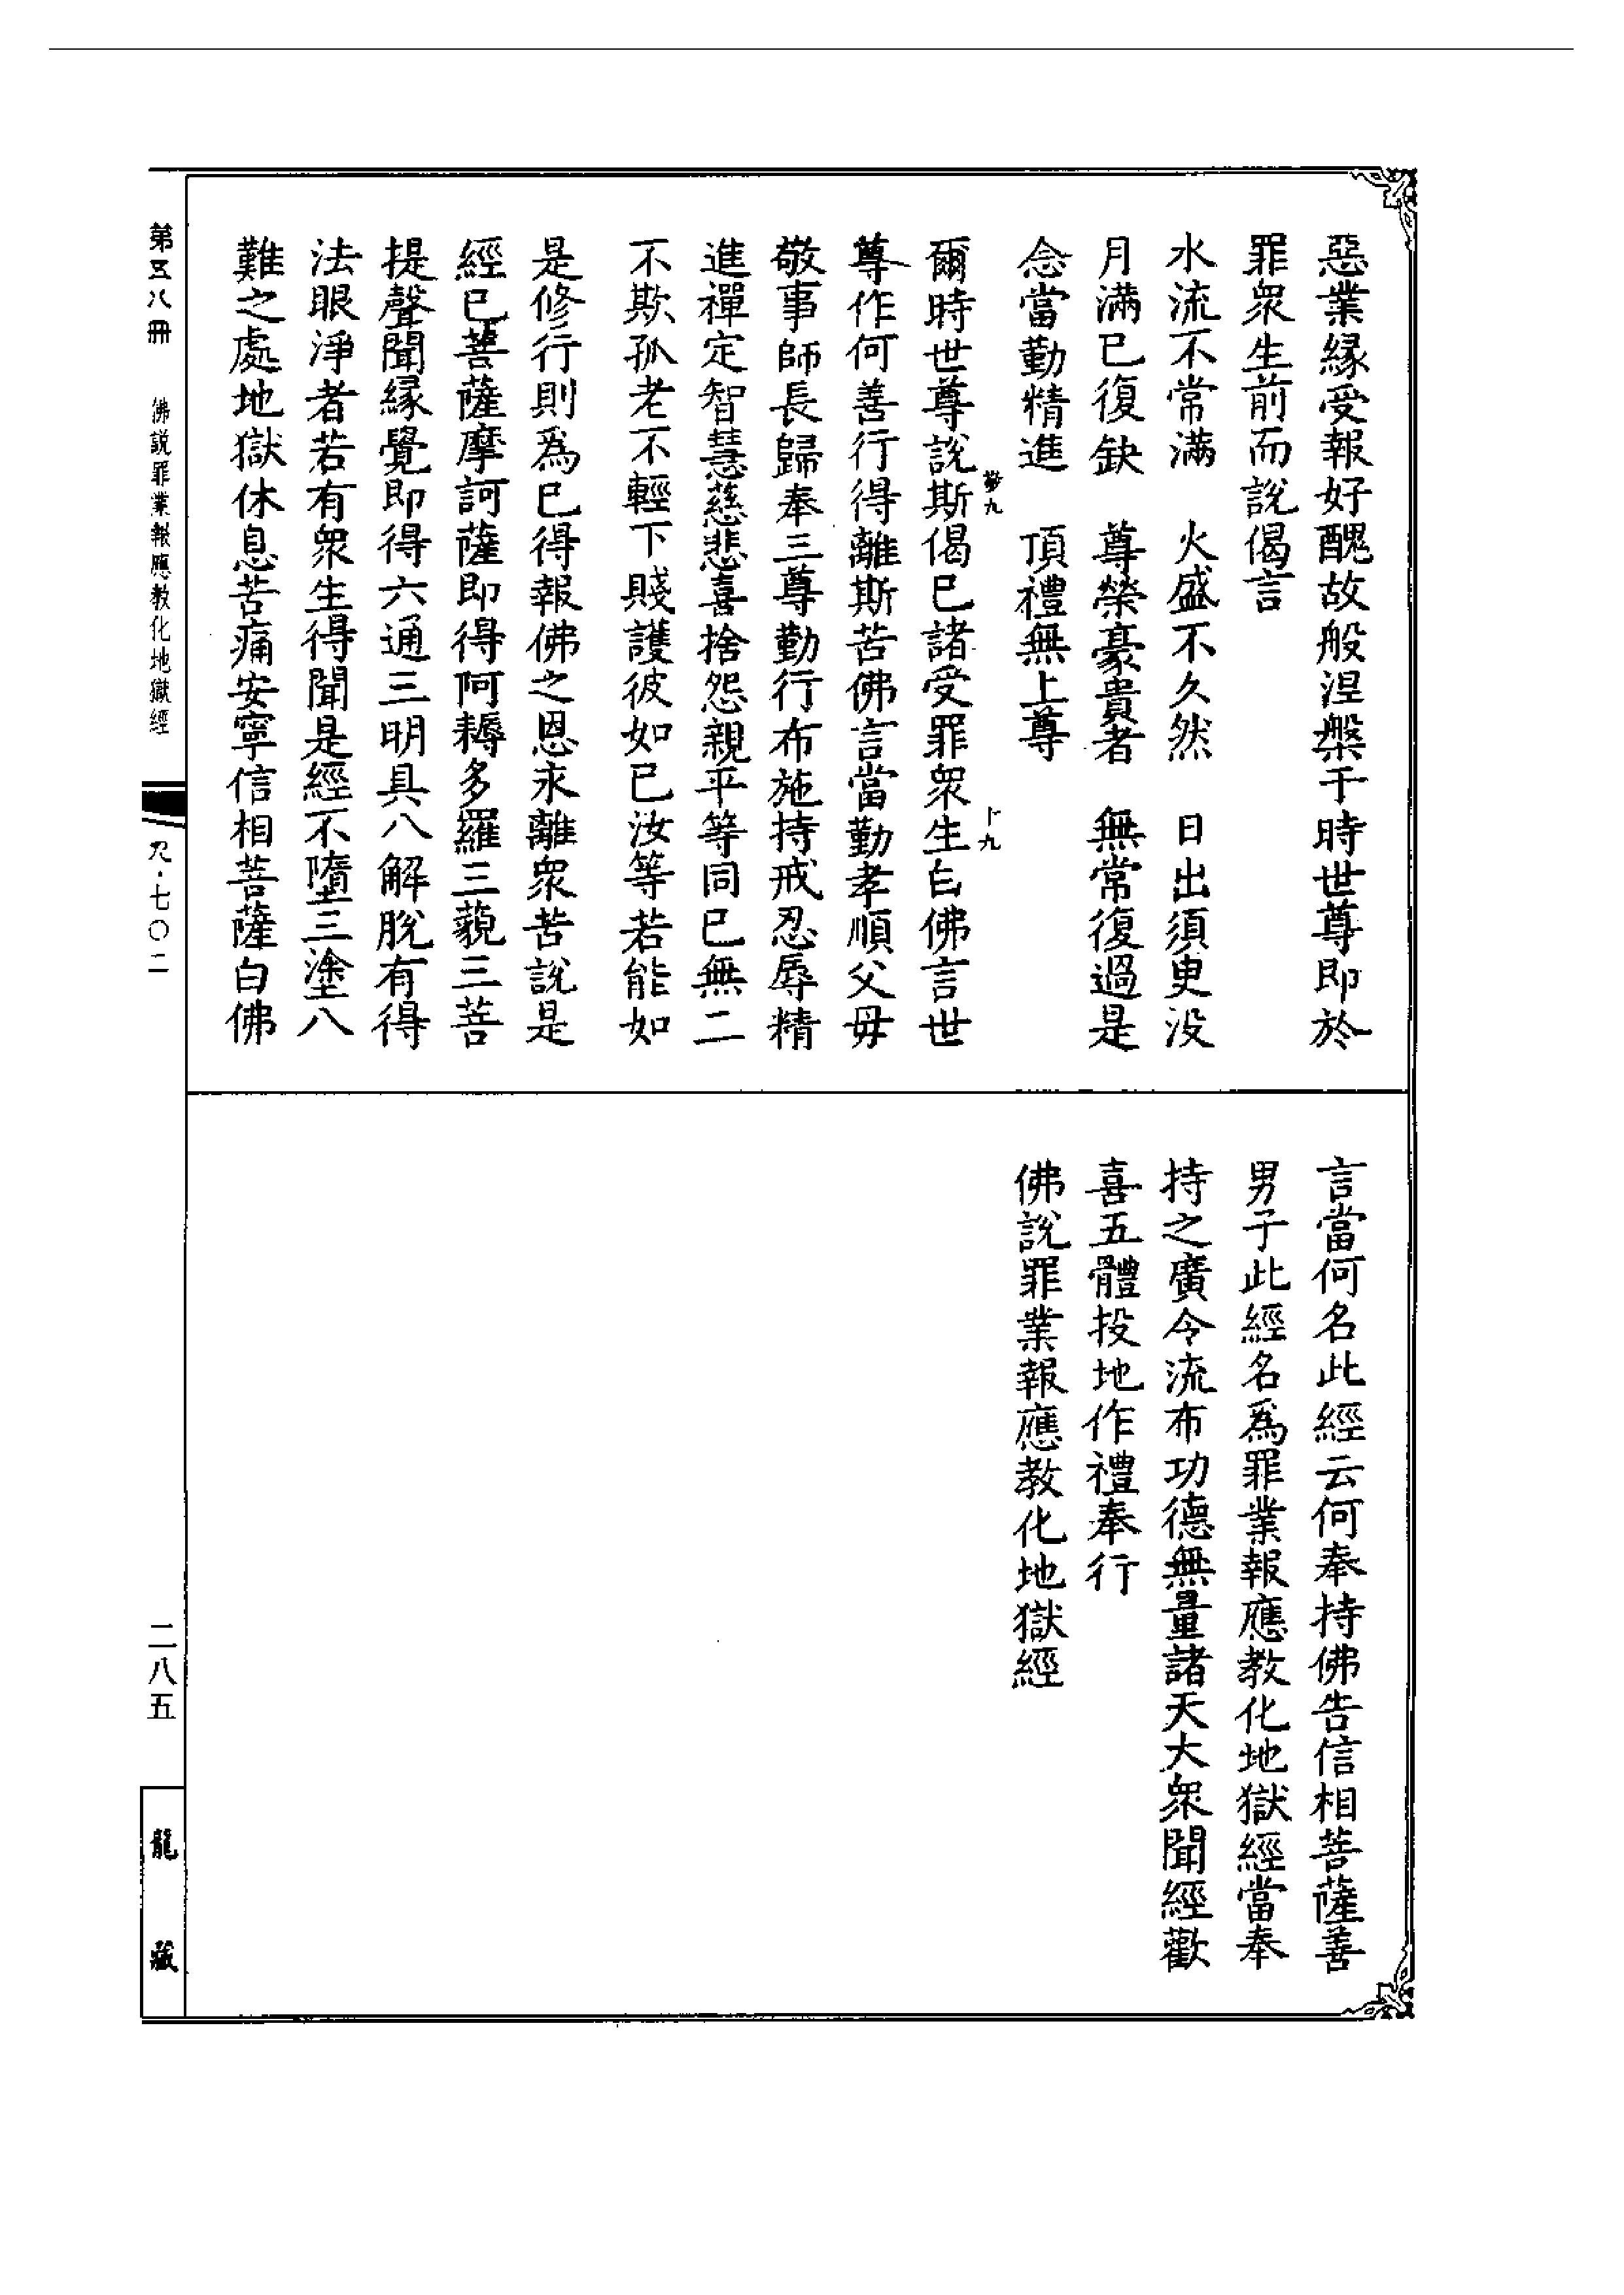 惡業緣受報好醜故般涅槃于時世尊即於
罪衆生前而說偈言
水流不常滿　火盛不久然　日出須臾没
月滿已復缺　尊榮豪貴者　無常復過是
念當勤精進　頂禮無上尊
爾時世尊說斯偈已諸受罪衆生白佛言世
尊作何善行得離斯苦佛言當勤孝順父母
敬事師長歸奉三尊勤行布施持戒忍辱精
進禪定智慧慈悲喜捨怨親平等同已無二
不欺孤老不輕下賤護彼如已汝等若能如
是修行則爲已得報佛之恩永離衆苦說是
經已菩薩摩訶薩即得阿耨多羅三藐三菩
提聲聞緣覺即得六通三明具八解脫有得
法眼淨者若有衆生得聞是經不墮三塗八
難之處地獄休息苦痛安寧信相菩薩白佛
言當何名此經云何奉持佛告信相菩薩善
男子此經名爲罪業報應教化地獄經當奉
持之廣令流布功德無量諸天大衆聞經歡
喜五體投地作禮奉行
佛說罪業報應教化地獄經
第五八冊　佛說罪業報應教化地獄經
尺·七〇二
二八五
龍藏